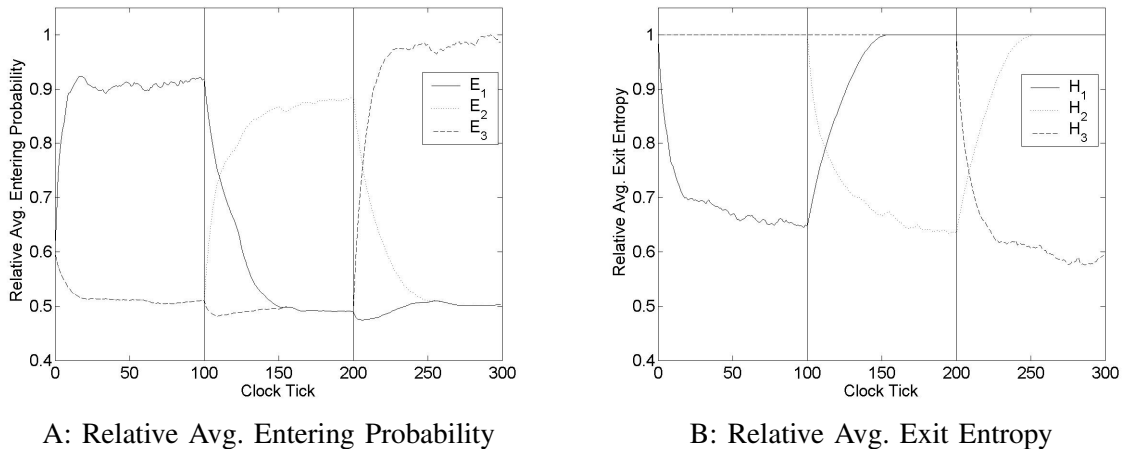 Relative Avg. Entering Probability
1
0.9
0.8
0.7
0.6
0.5
0.4
0 50 100 150 200 250 300
Clock Tick
E1
E2
E3
A: Relative Avg. Entering Probability
Relative Avg. Exit Entropy
1
0.9
0.8
0.7
0.6
0.5
0.4
0 50 100 150 200 250 300
Clock Tick
H1
H2
H3
B: Relative Avg. Exit Entropy